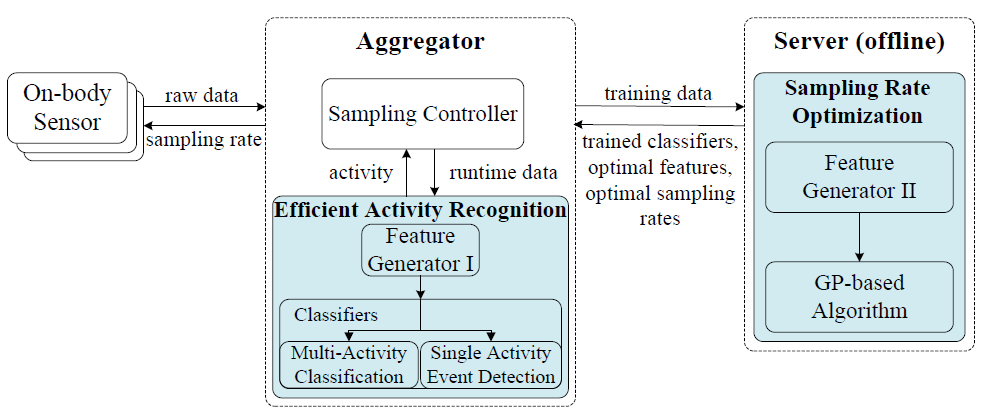 On-body
Sensor
raw data
sampling rate
Aggregator
Sampling Controller
activity
runtime data
Efficient Activity Recognition
Feature
Generator I
Classifiers
Multi-Activity
Classification
Single Activity
Event Detection
training data
trained classifiers,
optimal features,
optimal sampling
rates
Server (offline)
Sampling Rate
Optimization
Feature
Generator II
GP-based
Algorithm